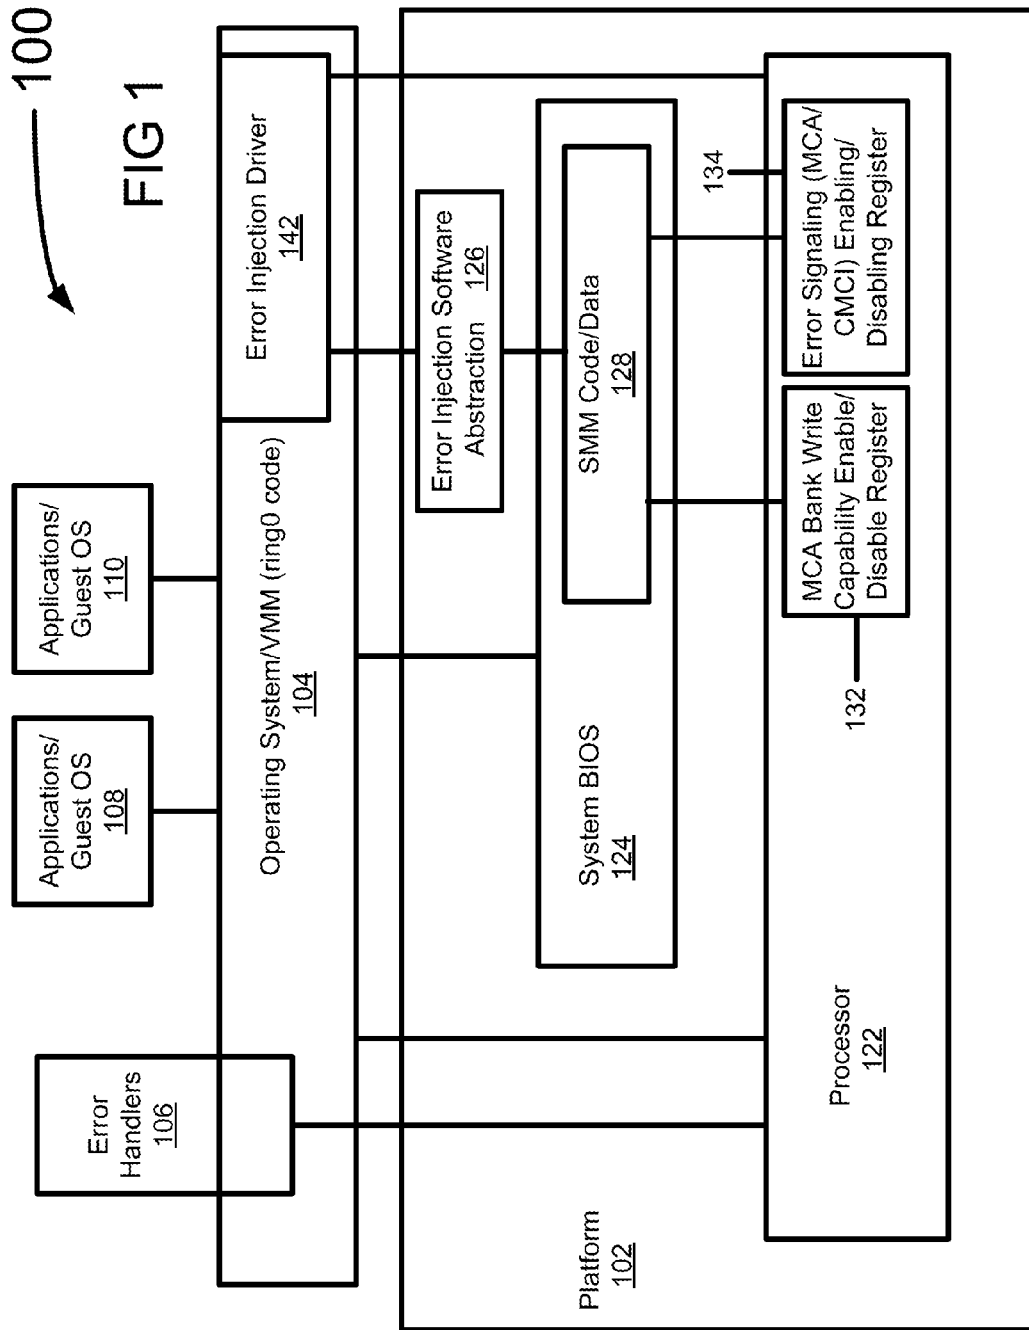 100
FIG 1
Applications/
Guest OS
108
Applications/
Guest OS
110
Error
Handlers
106
Operating System/VMM (ring0 code)
104
Error Injection Driver
142
Platform
102
Error Injection Software
Abstraction 126
System BIOS
124
SMM Code/Data
128
Processor
122
132
MCA Bank Write
Capability Enable/
Disable Register
134
Error Signaling (MCA/
CMCI) Enabling/
Disabling Register